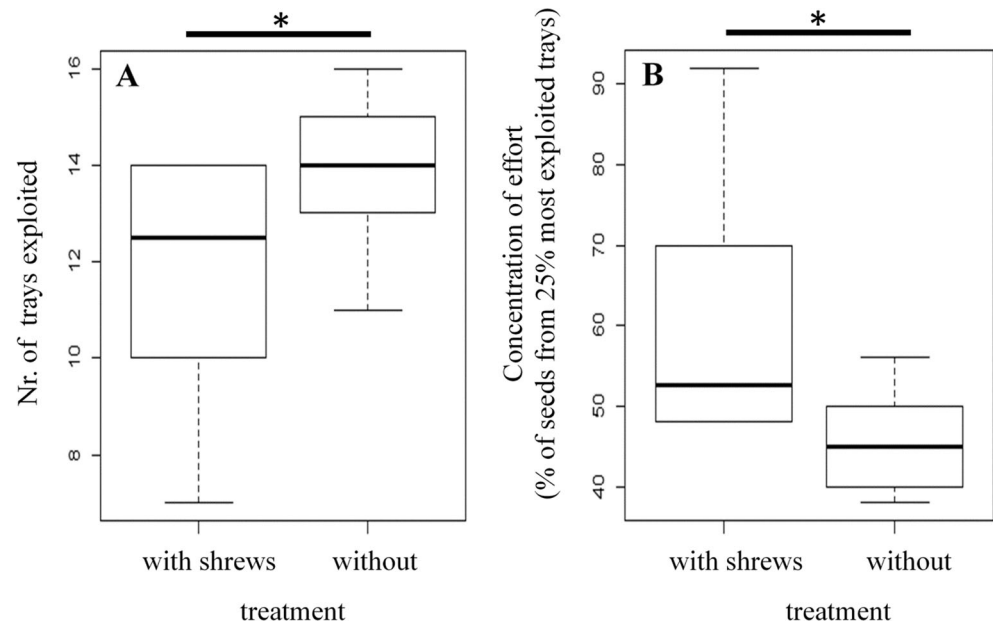 *
A
Nr. of trays exploited
16
14
12
10
8
with shrews without
treatment
*
B
Concentration of effort
(% of seeds from 25% most exploited trays)
90
80
70
60
50
40
with shrews without
treatment